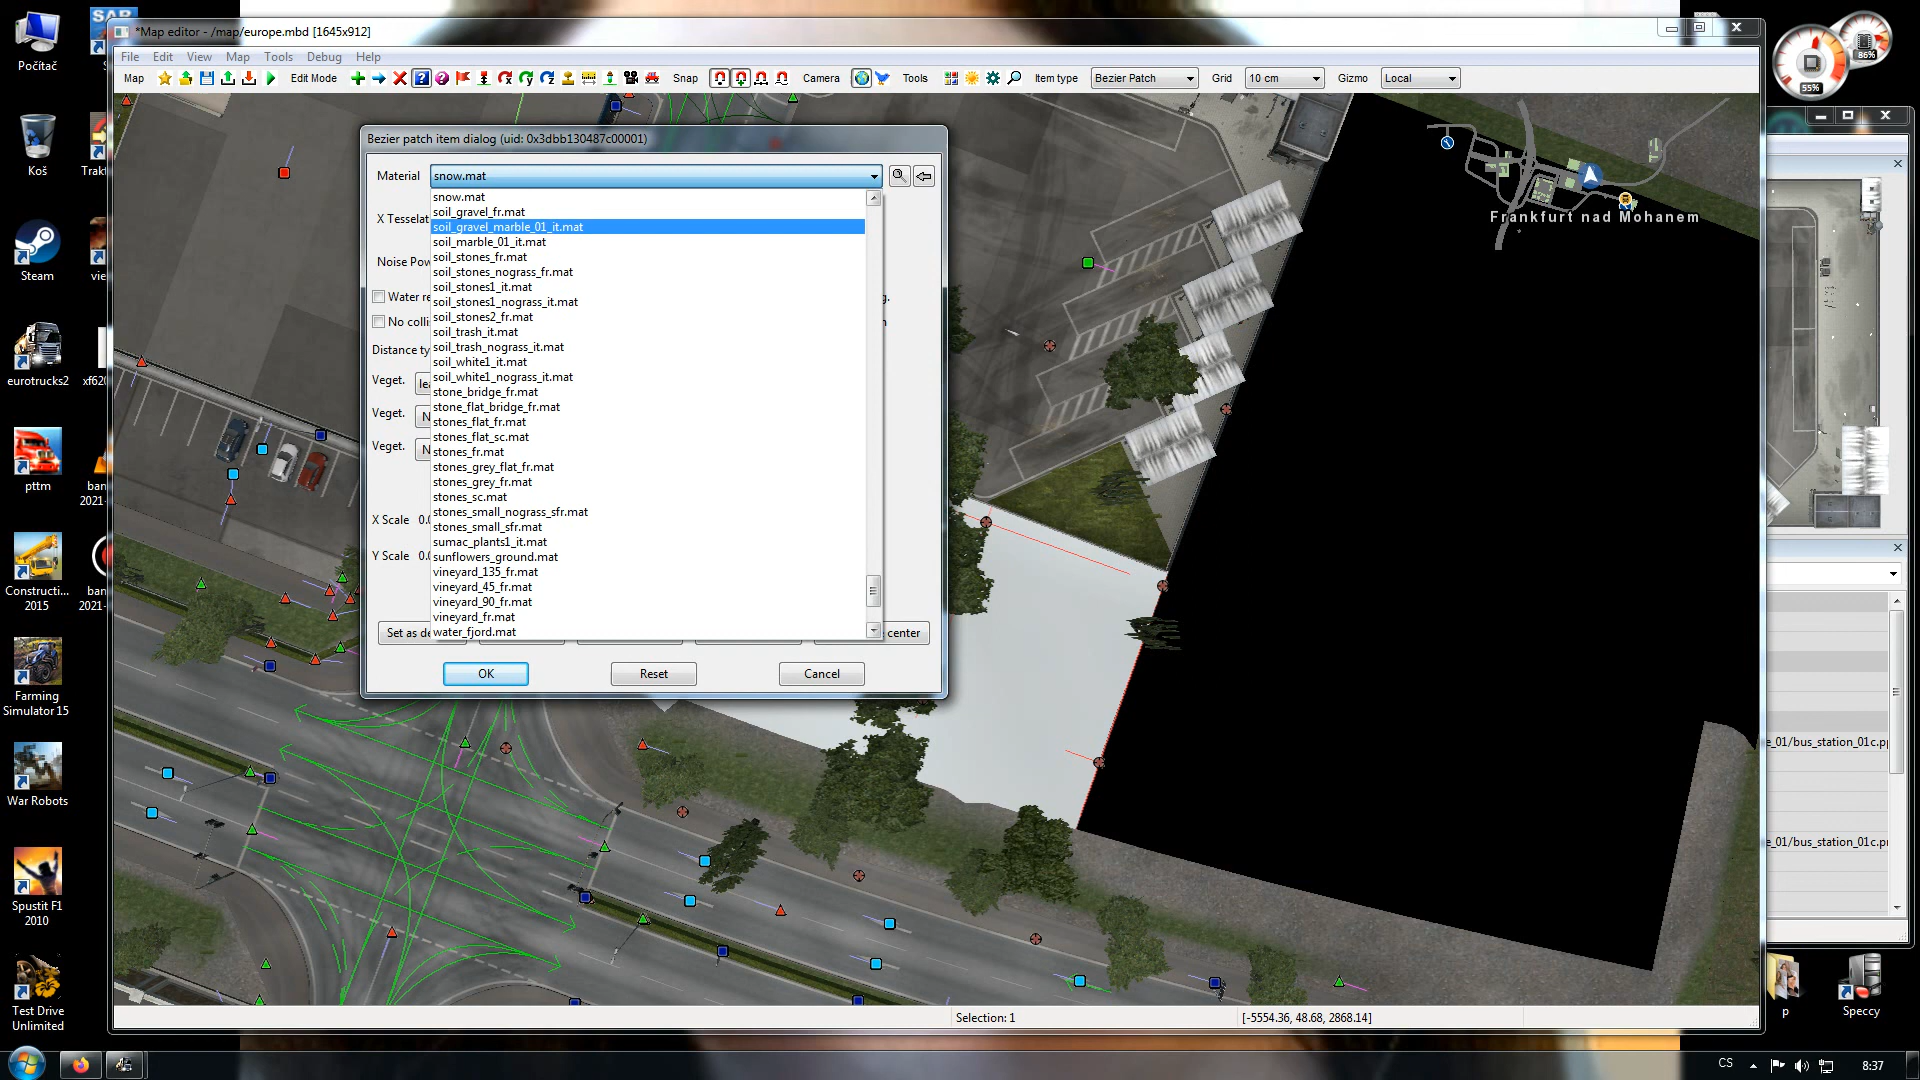 *Map editor - /map/europe.mbd [1645x912]
File Edit View Map Tools Debug Help
Map Edit Mode Snap Camera Tools Item type Bezier Patch Grid 10 cm Gizmo Local
Bezier patch item dialog (uid: 0x3dbb130487c00001)
Material snow.mat
snow.mat
soil_gravel_fr.mat
soil_gravel_marble_01_it.mat
soil_marble_01_it.mat
soil_stones_fr.mat
soil_stones_nograss_fr.mat
soil_stones1_it.mat
soil_stones1_nograss_it.mat
soil_stones2_fr.mat
soil_trash_it.mat
soil_trash_nograss_it.mat
soil_white1_it.mat
soil_white1_nograss_it.mat
stone_bridge_fr.mat
stone_flat_bridge_fr.mat
stones_flat_fr.mat
stones_flat_sc.mat
stones_fr.mat
stones_grey_flat_fr.mat
stones_grey_fr.mat
stones_sc.mat
stones_small_nograss_sfr.mat
stones_small_sfr.mat
sumac_plants1_it.mat
sunflowers_ground.mat
vineyard_135_fr.mat
vineyard_45_fr.mat
vineyard_90_fr.mat
vineyard_fr.mat
water_fjord.mat
X Tesselat
Noise Pow
Water re
No colli
Distance ty
Veget. lea
Veget. N
Veget. N
X Scale 0.0
Y Scale 0.0
Set as de
center
OK Reset Cancel
Frankfurt nad Mohanem
e_01/bus_station_01c.p
e_01/bus_station_01c.p
Selection: 1
[-5554.36, 48.68, 2868.14]
Počítač
Koš
Trakt
Steam
vie
eurotrucks2
xf620
pttm
ban
2021-
Constructi...
2015
ban
2021-
Farming
Simulator 15
War Robots
Spustit F1
2010
Test Drive
Unlimited
55%
86%
p
Speccy
CS
8:37